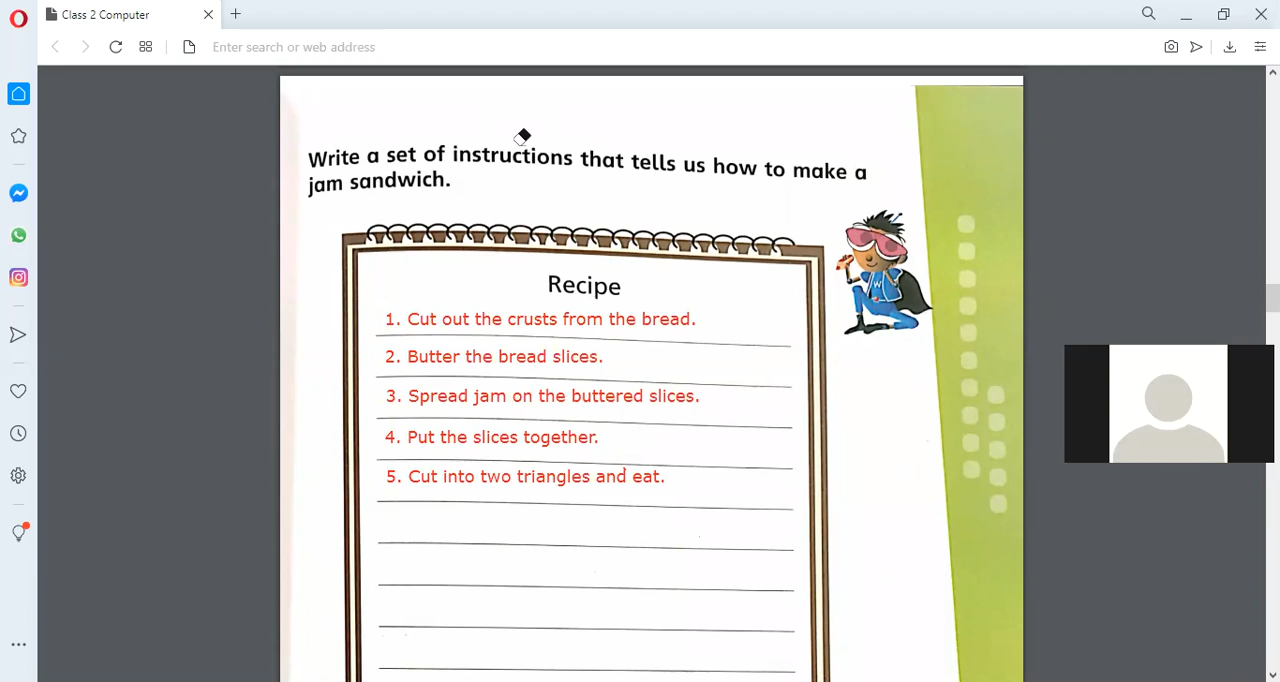 Class 2 Computer
Enter search or web address
Write a set of instructions that tells us how to make a
jam sandwich.
Recipe
1. Cut out the crusts from the bread.
2. Butter the bread slices.
3. Spread jam on the buttered slices.
4. Put the slices together.
5. Cut into two triangles and eat.
W